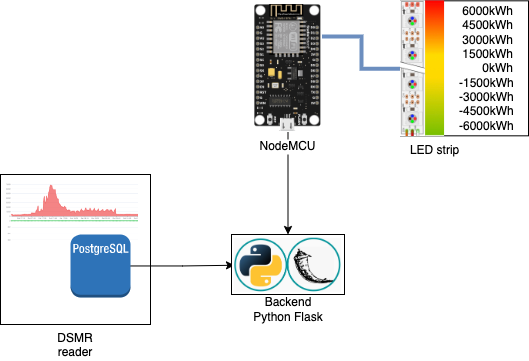 6000kWh
4500kWh
3000kWh
1500kWh
0kWh
-1500kWh
-3000kWh
-4500kWh
-6000kWh
NodeMCU
LED strip
PostgreSQL
Backend
Python Flask
DSMR
reader